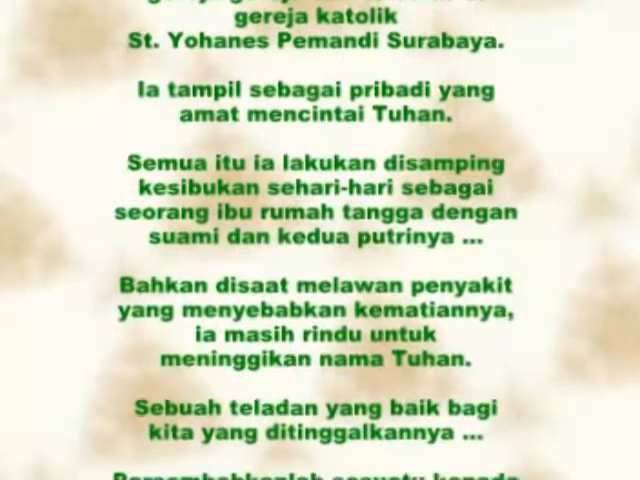 gereja katolik
St. Yohanes Pemandi Surabaya.
Ia tampil sebagai pribadi yang
amat mencintai Tuhan.
Semua itu ia lakukan disamping
kesibukan sehari-hari sebagai
seorang ibu rumah tangga dengan
suami dan kedua putrinya ...
Bahkan disaat melawan penyakit
yang menyebabkan kematiannya,
ia masih rindu untuk
meninggikan nama Tuhan.
Sebuah teladan yang baik bagi
kita yang ditinggalkannya ...